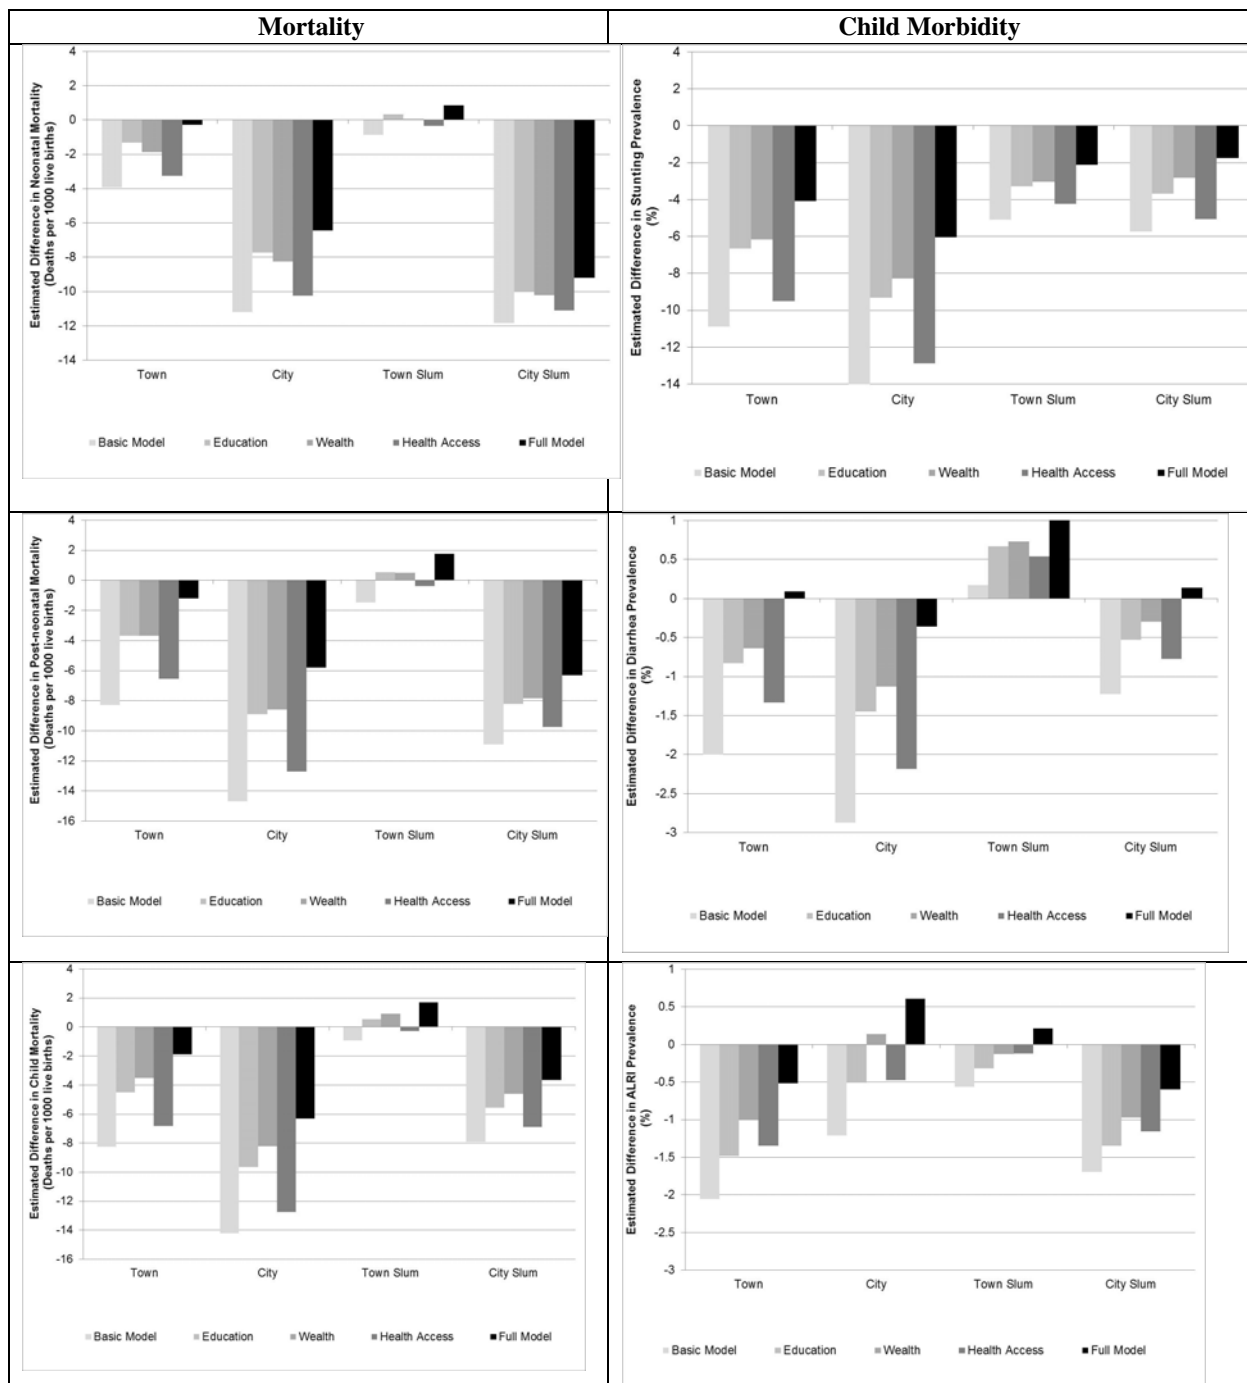 Mortality
Child Morbidity
Estimated Difference in Neonatal Mortality
(Deaths per 1000 live births)
4
2
0
-2
-4
-6
-8
-10
-12
-14
Town City Town Slum City Slum
Basic Model Education Wealth Health Access Full Model
Estimated Difference in Stunting Prevalence
(%)
4
2
0
-2
-4
-6
-8
-10
-12
-14
Town City Town Slum City Slum
Basic Model Education Wealth Health Access Full Model
Estimated Difference in Post-neonatal Mortality
(Deaths per 1000 live births)
4
2
0
-2
-4
-6
-8
-10
-12
-14
-16
Town City Town Slum City Slum
Basic Model Education Wealth Health Access Full Model
Estimated Difference in Diarrhea Prevalence
(%)
1
0.5
0
-0.5
-1
-1.5
-2
-2.5
-3
Town City Town Slum City Slum
Basic Model Education Wealth Health Access Full Model
Estimated Difference in Child Mortality
(Deaths per 1000 live births)
4
2
0
-2
-4
-6
-8
-10
-12
-14
-16
Town City Town Slum City Slum
Basic Model Education Wealth Health Access Full Model
Estimated Difference in ALRI Prevalence
(%)
1
0.5
0
-0.5
-1
-1.5
-2
-2.5
-3
Town City Town Slum City Slum
Basic Model Education Wealth Health Access Full Model